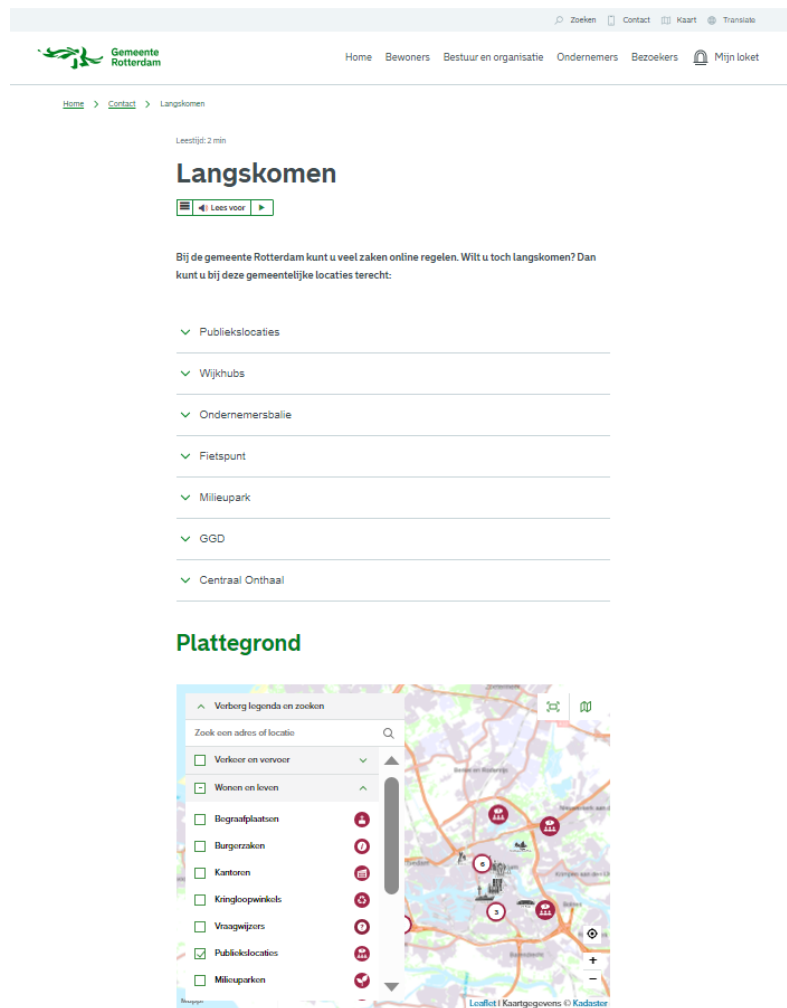 Zoeken Contact Kaart Translate
Gemeente
Rotterdam
Home Bewoners Bestuur en organisatie Ondernemers Bezoekers Mijn loket
Home > Contact > Langskomen
Leestijd: 2 min
Langskomen
Lees voor
Bij de gemeente Rotterdam kunt u veel zaken online regelen. Wilt u toch langskomen? Dan
kunt u bij deze gemeentelijke locaties terecht:
Publiekslocaties
Wijkhubs
Ondernemersbalie
Fietspunt
Milieupark
GGD
Centraal Onthaal
Plattegrond
Verberg legenda en zoeken
Zoek een adres of locatie
Verkeer en vervoer
Wonen en leven
Begraafplaatsen
Burgerzaken
Kantoren
Kringloopwinkels
Vraagwijzers
Publiekslocaties
Milieuparken
6
3
+
−
Leaflet | Kaartgegevens © Kadaster